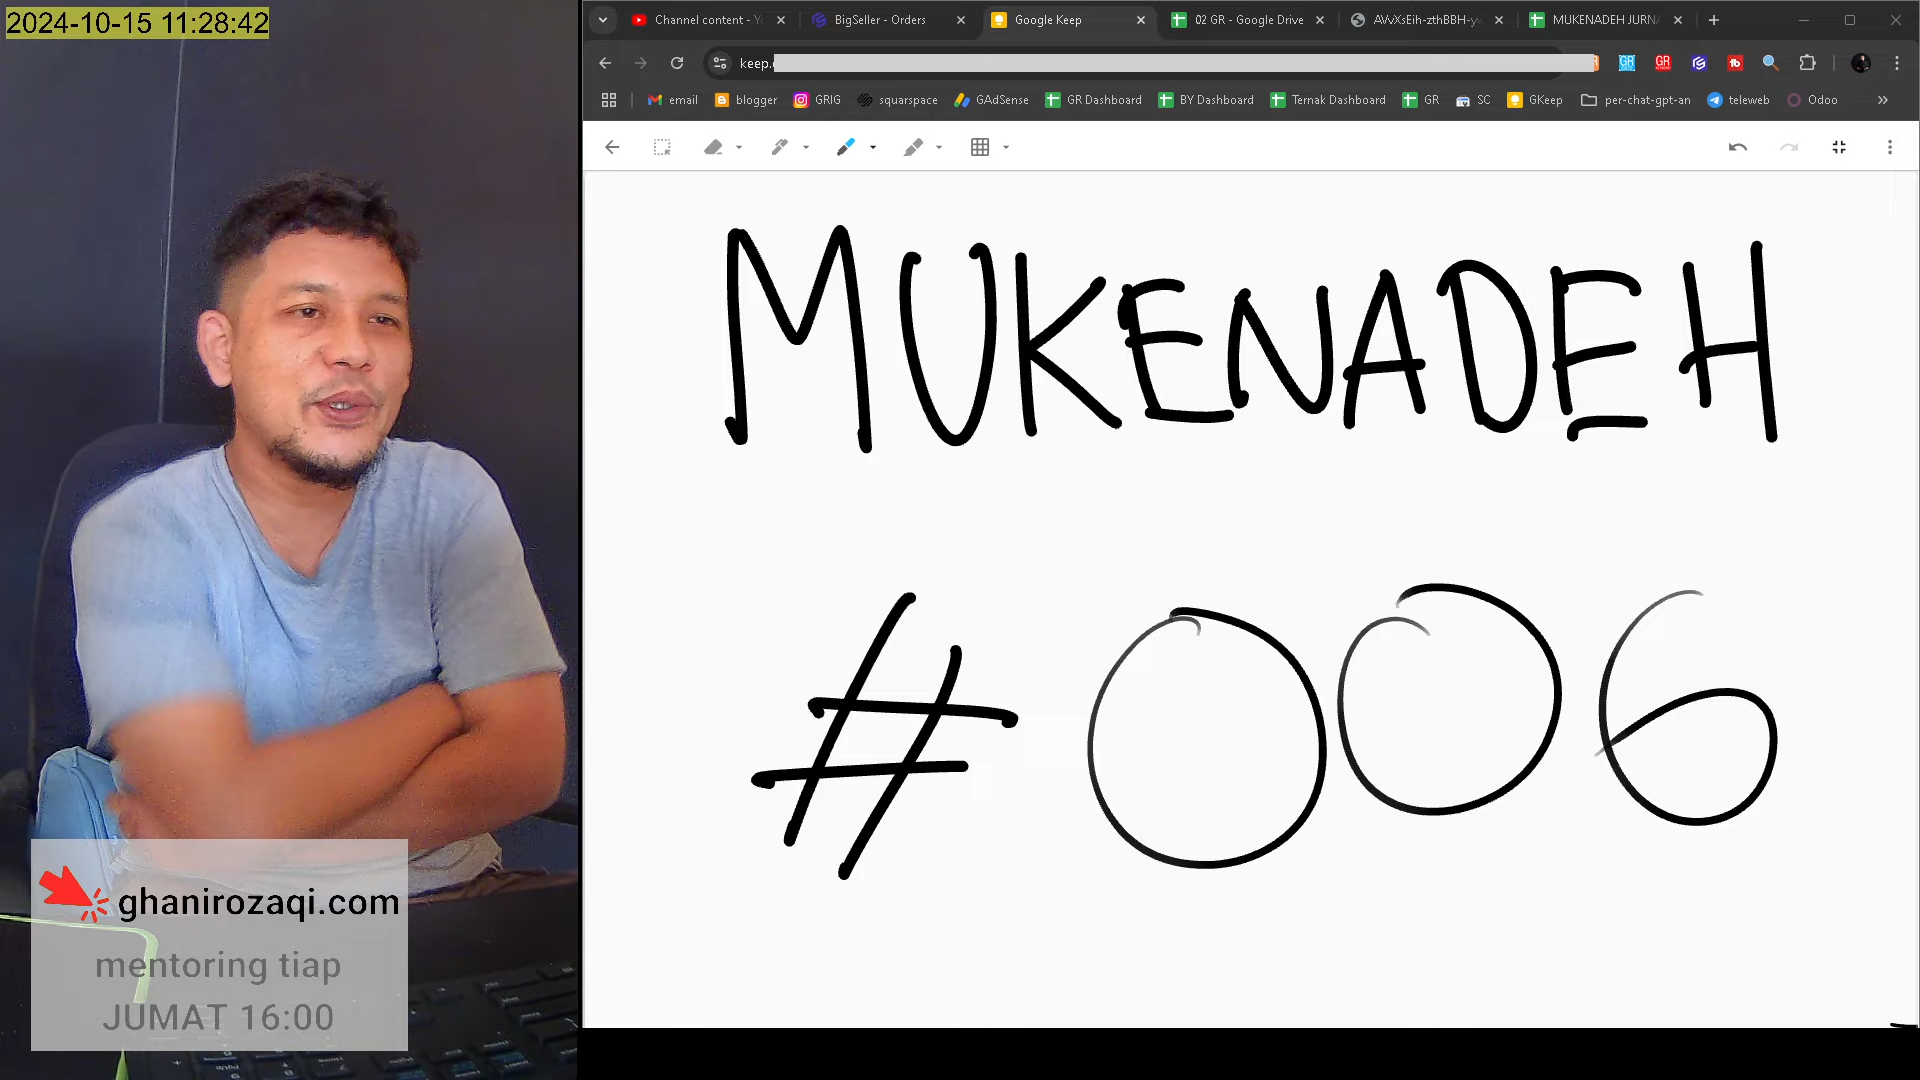 2024-10-15 11:28:42
Channel content - Y
BigSeller - Orders
Google Keep
02 GR - Google Drive
MUKENADEH JURN
keep.
email
blogger
GRIG
squarspace
GAdSense
GR Dashboard
BY Dashboard
Ternak Dashboard
GR
SC
GKeep
per-chat-gpt-an
teleweb
Odoo
MUKENADEH
#006
ghanirozaqi.com
mentoring tiap
JUMAT 16:00